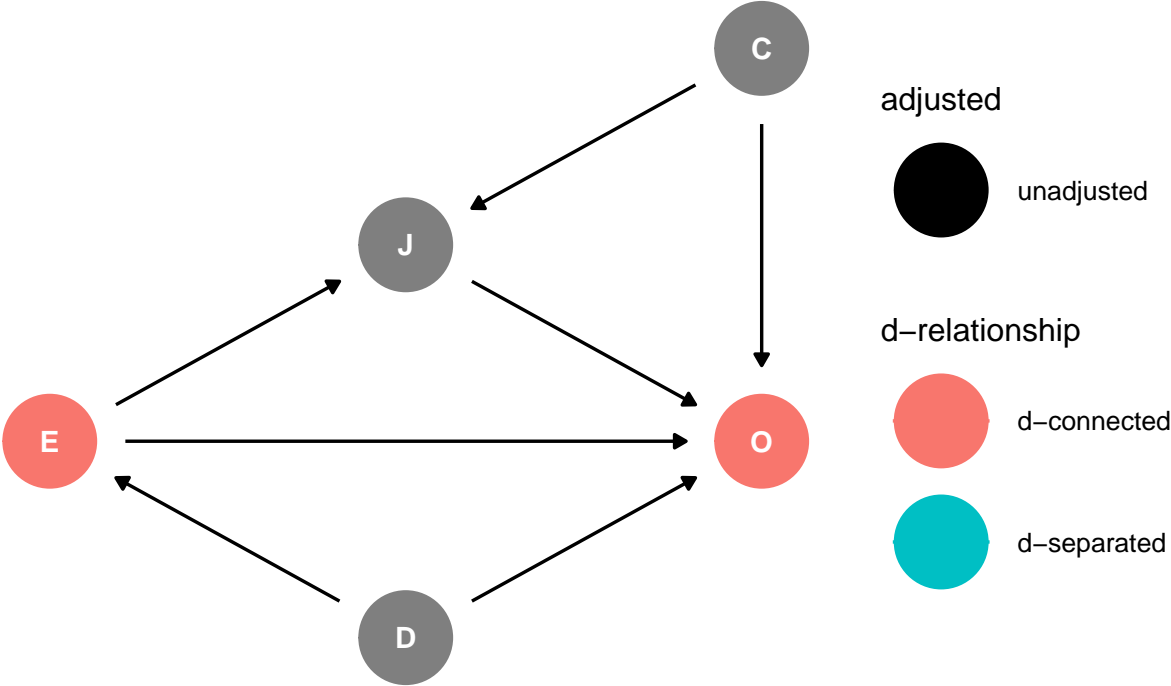 C
J
E
O
D
adjusted
unadjusted
d−relationship
d−connected
d−separated